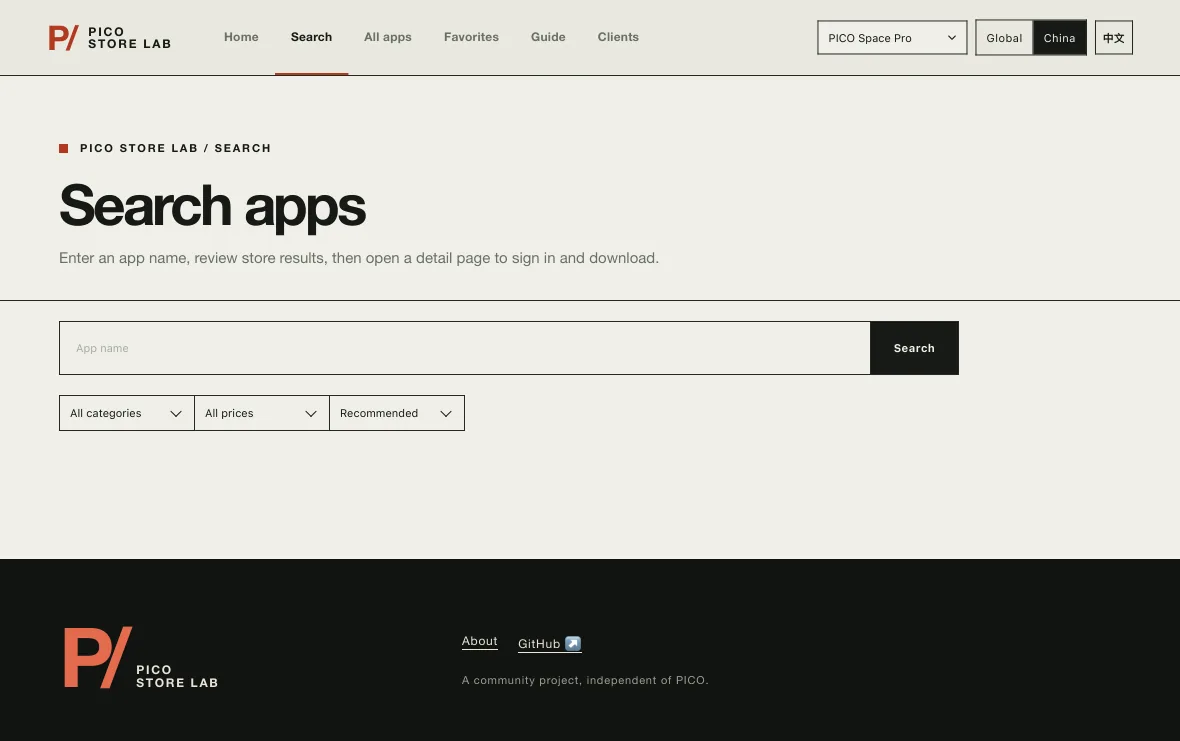 P/ PICO
STORE LAB
Home Search All apps Favorites Guide Clients
PICO Space Pro
Global China
中文
PICO STORE LAB / SEARCH
Search apps
Enter an app name, review store results, then open a detail page to sign in and download.
App name
Search
All categories
All prices
Recommended
P/ PICO
STORE LAB
About GitHub ↗
A community project, independent of PICO.